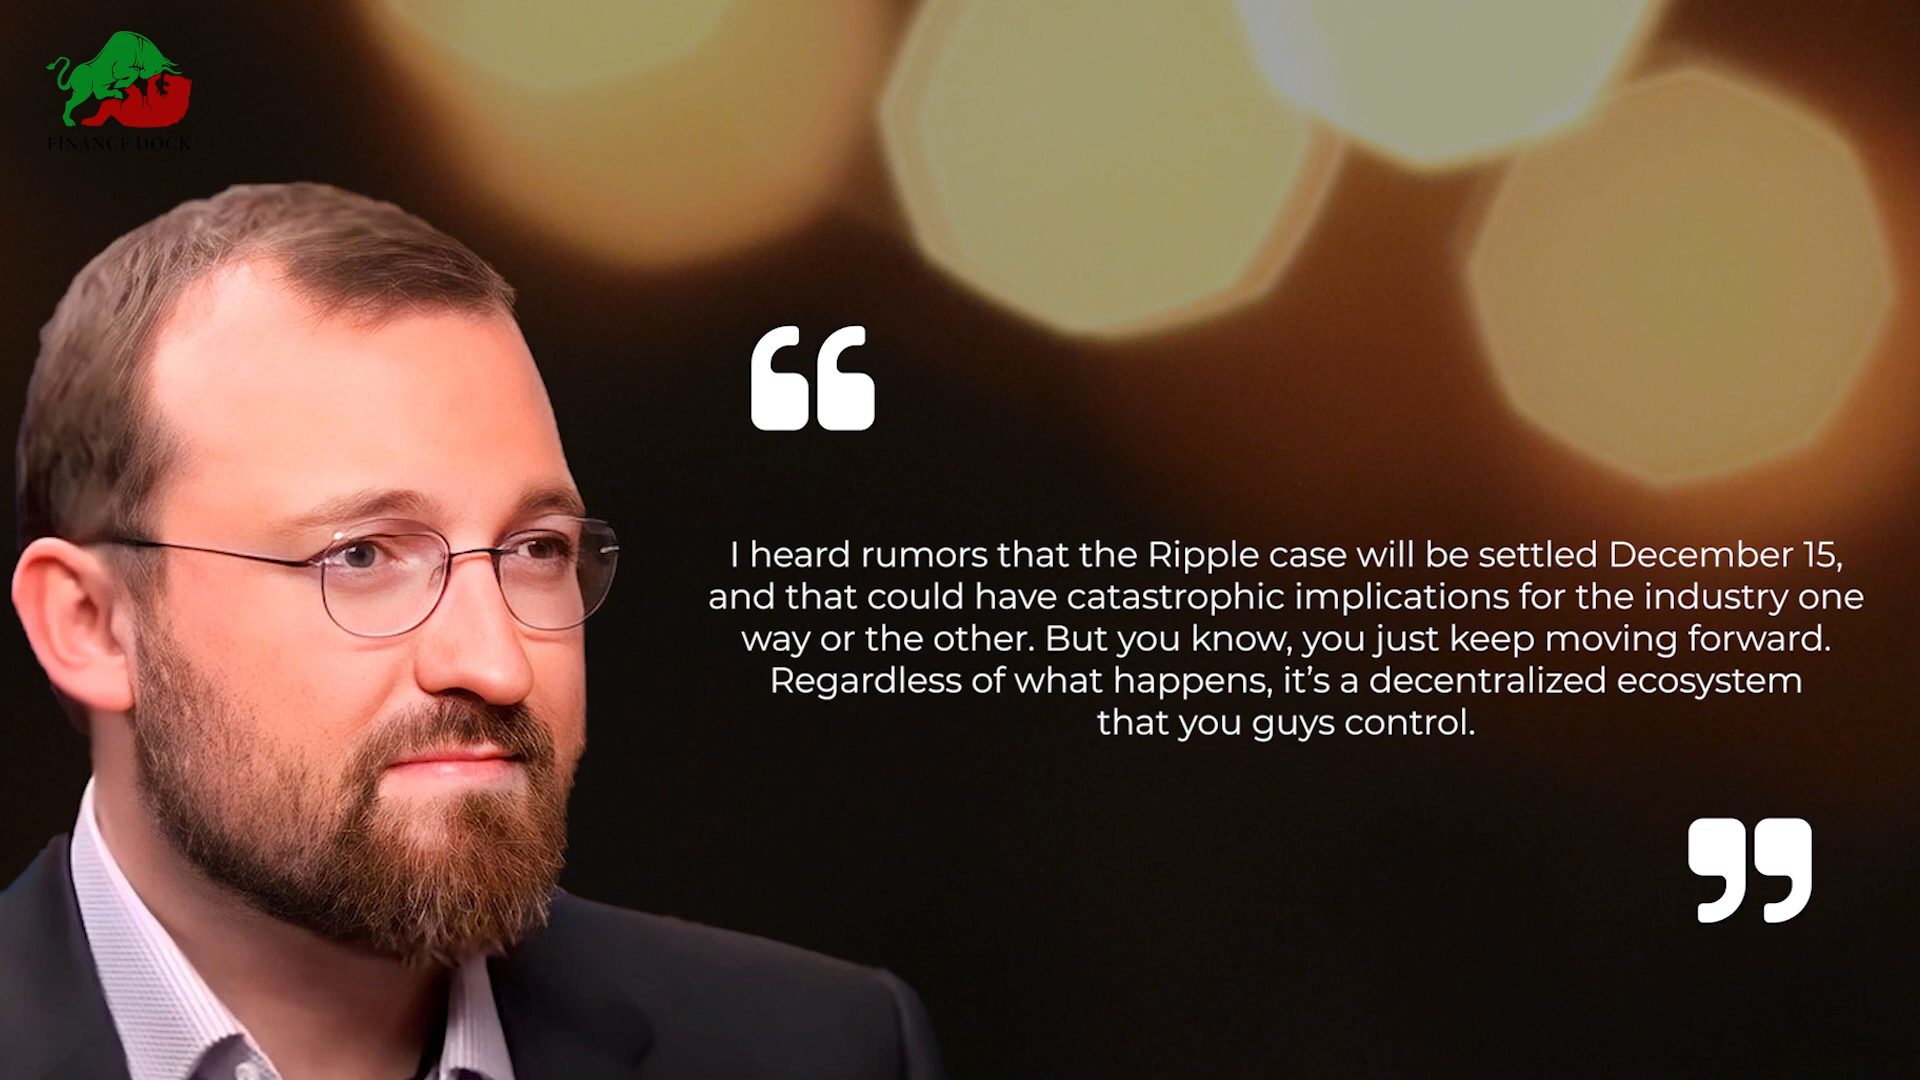 FINANCE DOCK
I heard rumors that the Ripple case will be settled December 15,
and that could have catastrophic implications for the industry one
way or the other. But you know, you just keep moving forward.
Regardless of what happens, it’s a decentralized ecosystem
that you guys control.